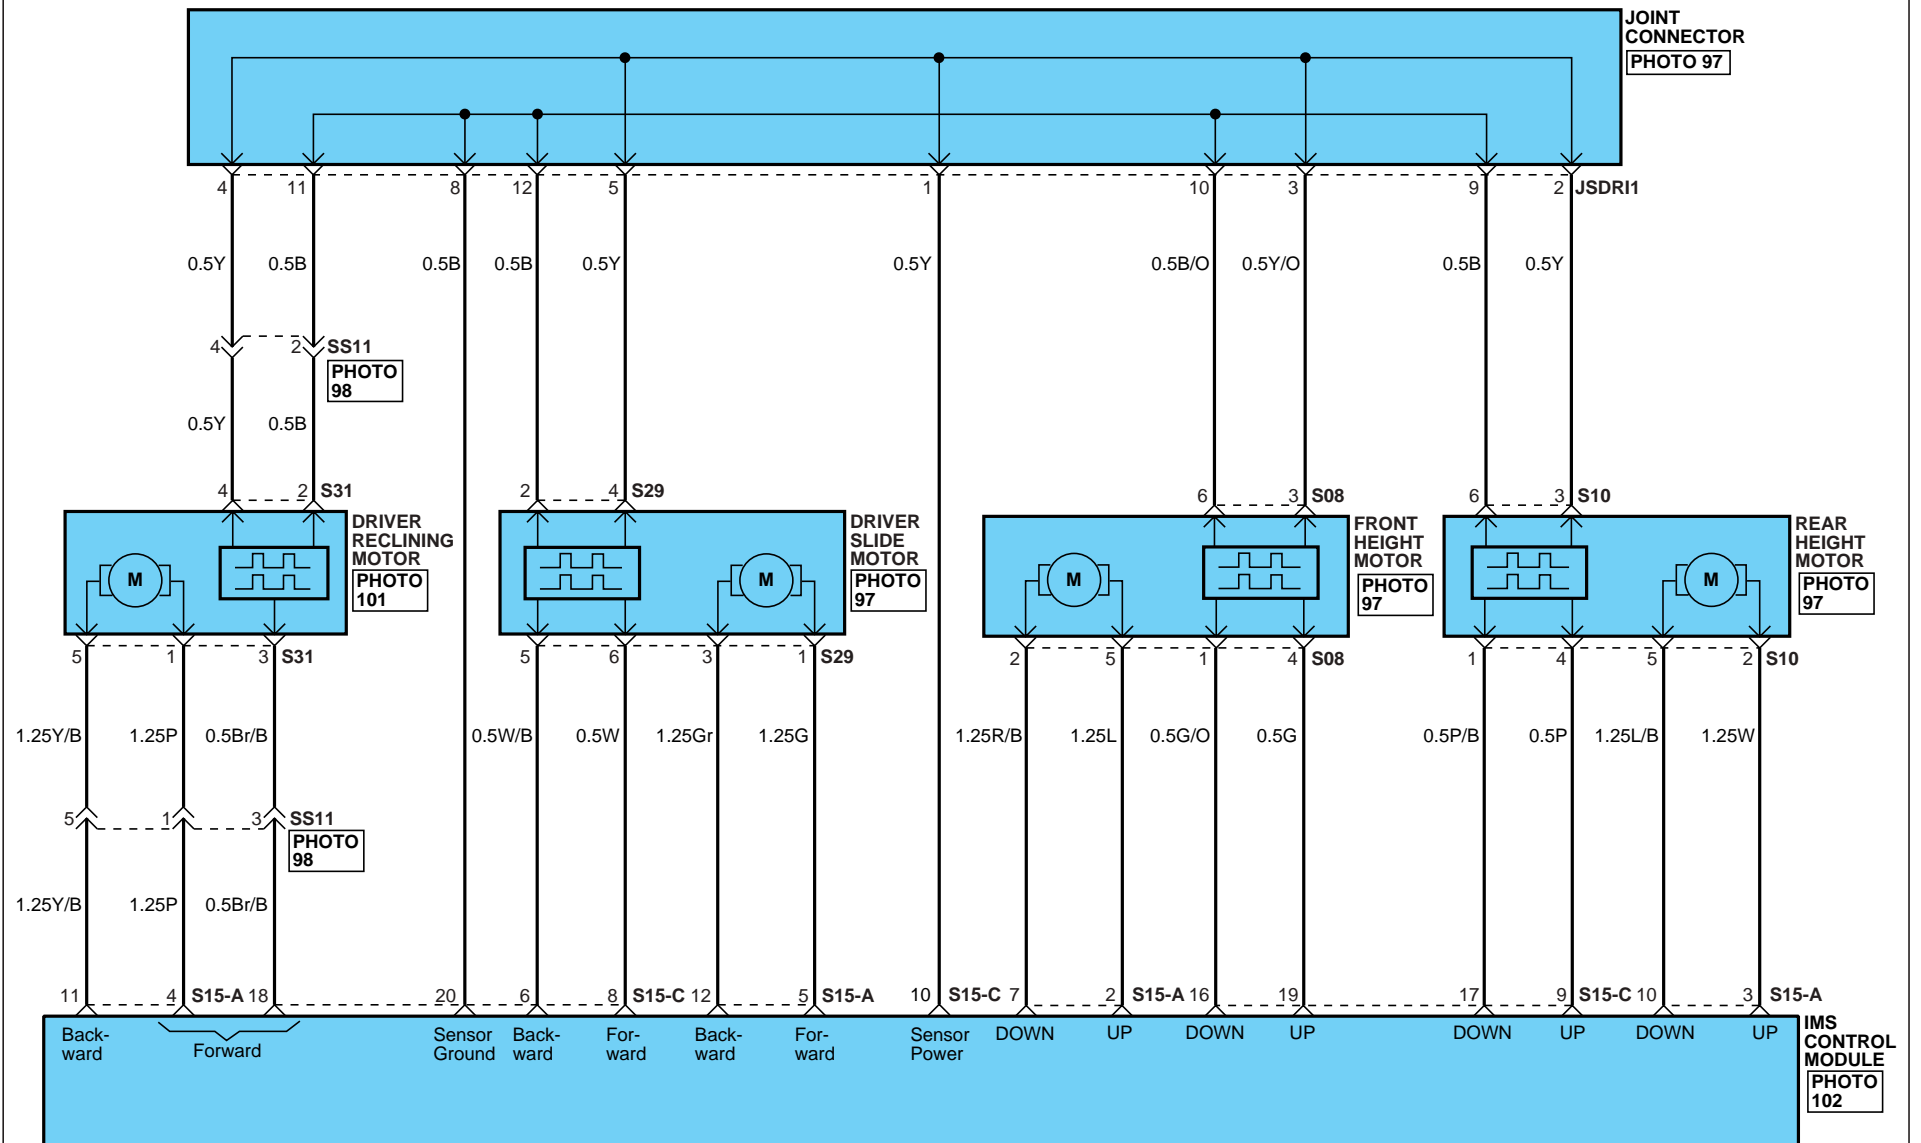 JOINT
CONNECTOR
PHOTO 97
4 11 8 12 5 1 10 3 9 2 JSDRI1
0.5Y 0.5B 0.5B 0.5B 0.5Y 0.5Y 0.5B/O 0.5Y/O 0.5B 0.5Y
4 2 SS11
PHOTO
98
0.5Y 0.5B
4 2 S31 2 4 S29 6 3 S08 6 3 S10
DRIVER
RECLINING
MOTOR
PHOTO
101
M
DRIVER
SLIDE
MOTOR
PHOTO
97
M
FRONT
HEIGHT
MOTOR
PHOTO
97
M
REAR
HEIGHT
MOTOR
PHOTO
97
M
5 1 3 S31 5 6 3 1 S29 2 5 1 4 S08 1 4 5 2 S10
1.25Y/B 1.25P 0.5Br/B 0.5W/B 0.5W 1.25Gr 1.25G 1.25R/B 1.25L 0.5G/O 0.5G 0.5P/B 0.5P 1.25L/B 1.25W
5 1 3 SS11
PHOTO
98
1.25Y/B 1.25P 0.5Br/B
11 4 S15-A 18 20 6 8 S15-C 12 5 S15-A 10 S15-C 7 2 S15-A 16 19 17 9 S15-C 10 3 S15-A
Back-
ward
Forward
Sensor
Ground
Back-
ward
For-
ward
Back-
ward
For-
ward
Sensor
Power
DOWN UP DOWN UP DOWN UP DOWN UP
IMS
CONTROL
MODULE
PHOTO
102